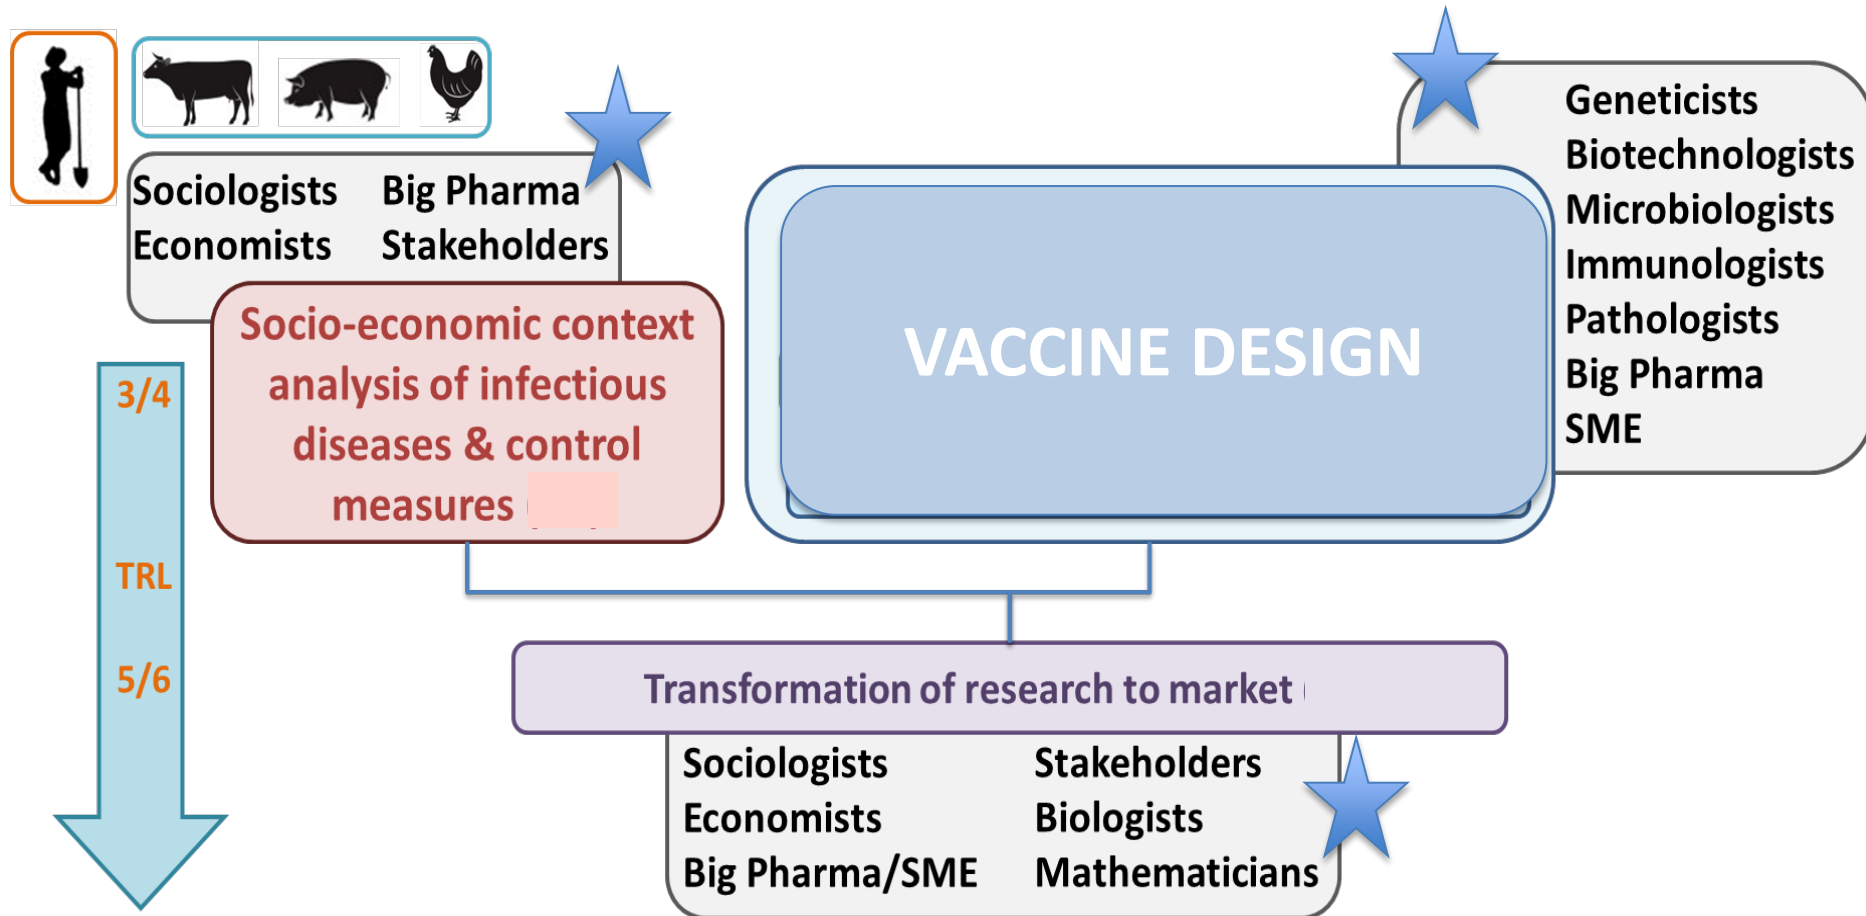 Sociologists Big Pharma
Economists Stakeholders
Socio-economic context
analysis of infectious
diseases & control
measures
VACCINE DESIGN
Geneticists
Biotechnologists
Microbiologists
Immunologists
Pathologists
Big Pharma
SME
3/4
TRL
5/6
Transformation of research to market
Sociologists Stakeholders
Economists Biologists
Big Pharma/SME Mathematicians